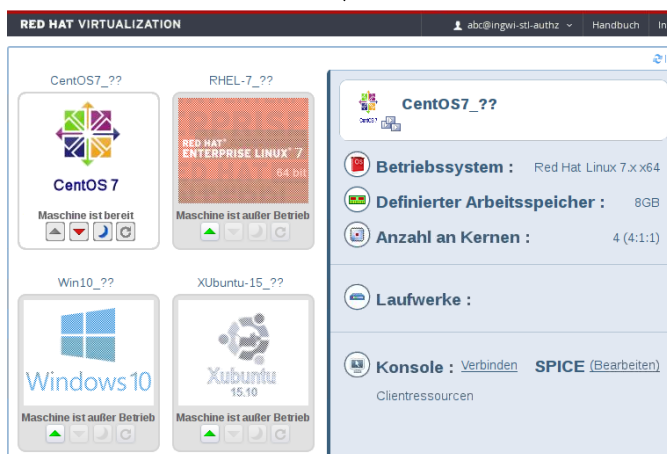 RED HAT VIRTUALIZATION
abc@ingwi-stl-authz
Handbuch
CentOS7_??
RHEL-7_??
CentOS 7
RED HAT®
ENTERPRISE LINUX® 7
64 bit
Maschine ist bereit
Maschine ist außer Betrieb
Win10_??
XUbuntu-15_??
Windows 10
Xubuntu
15.10
Maschine ist außer Betrieb
Maschine ist außer Betrieb
CentOS7_??
CentOS7
Betriebssystem : Red Hat Linux 7.x x64
Definierter Arbeitsspeicher : 8GB
Anzahl an Kernen : 4 (4:1:1)
Laufwerke :
Konsole : Verbinden SPICE (Bearbeiten)
Clientressourcen